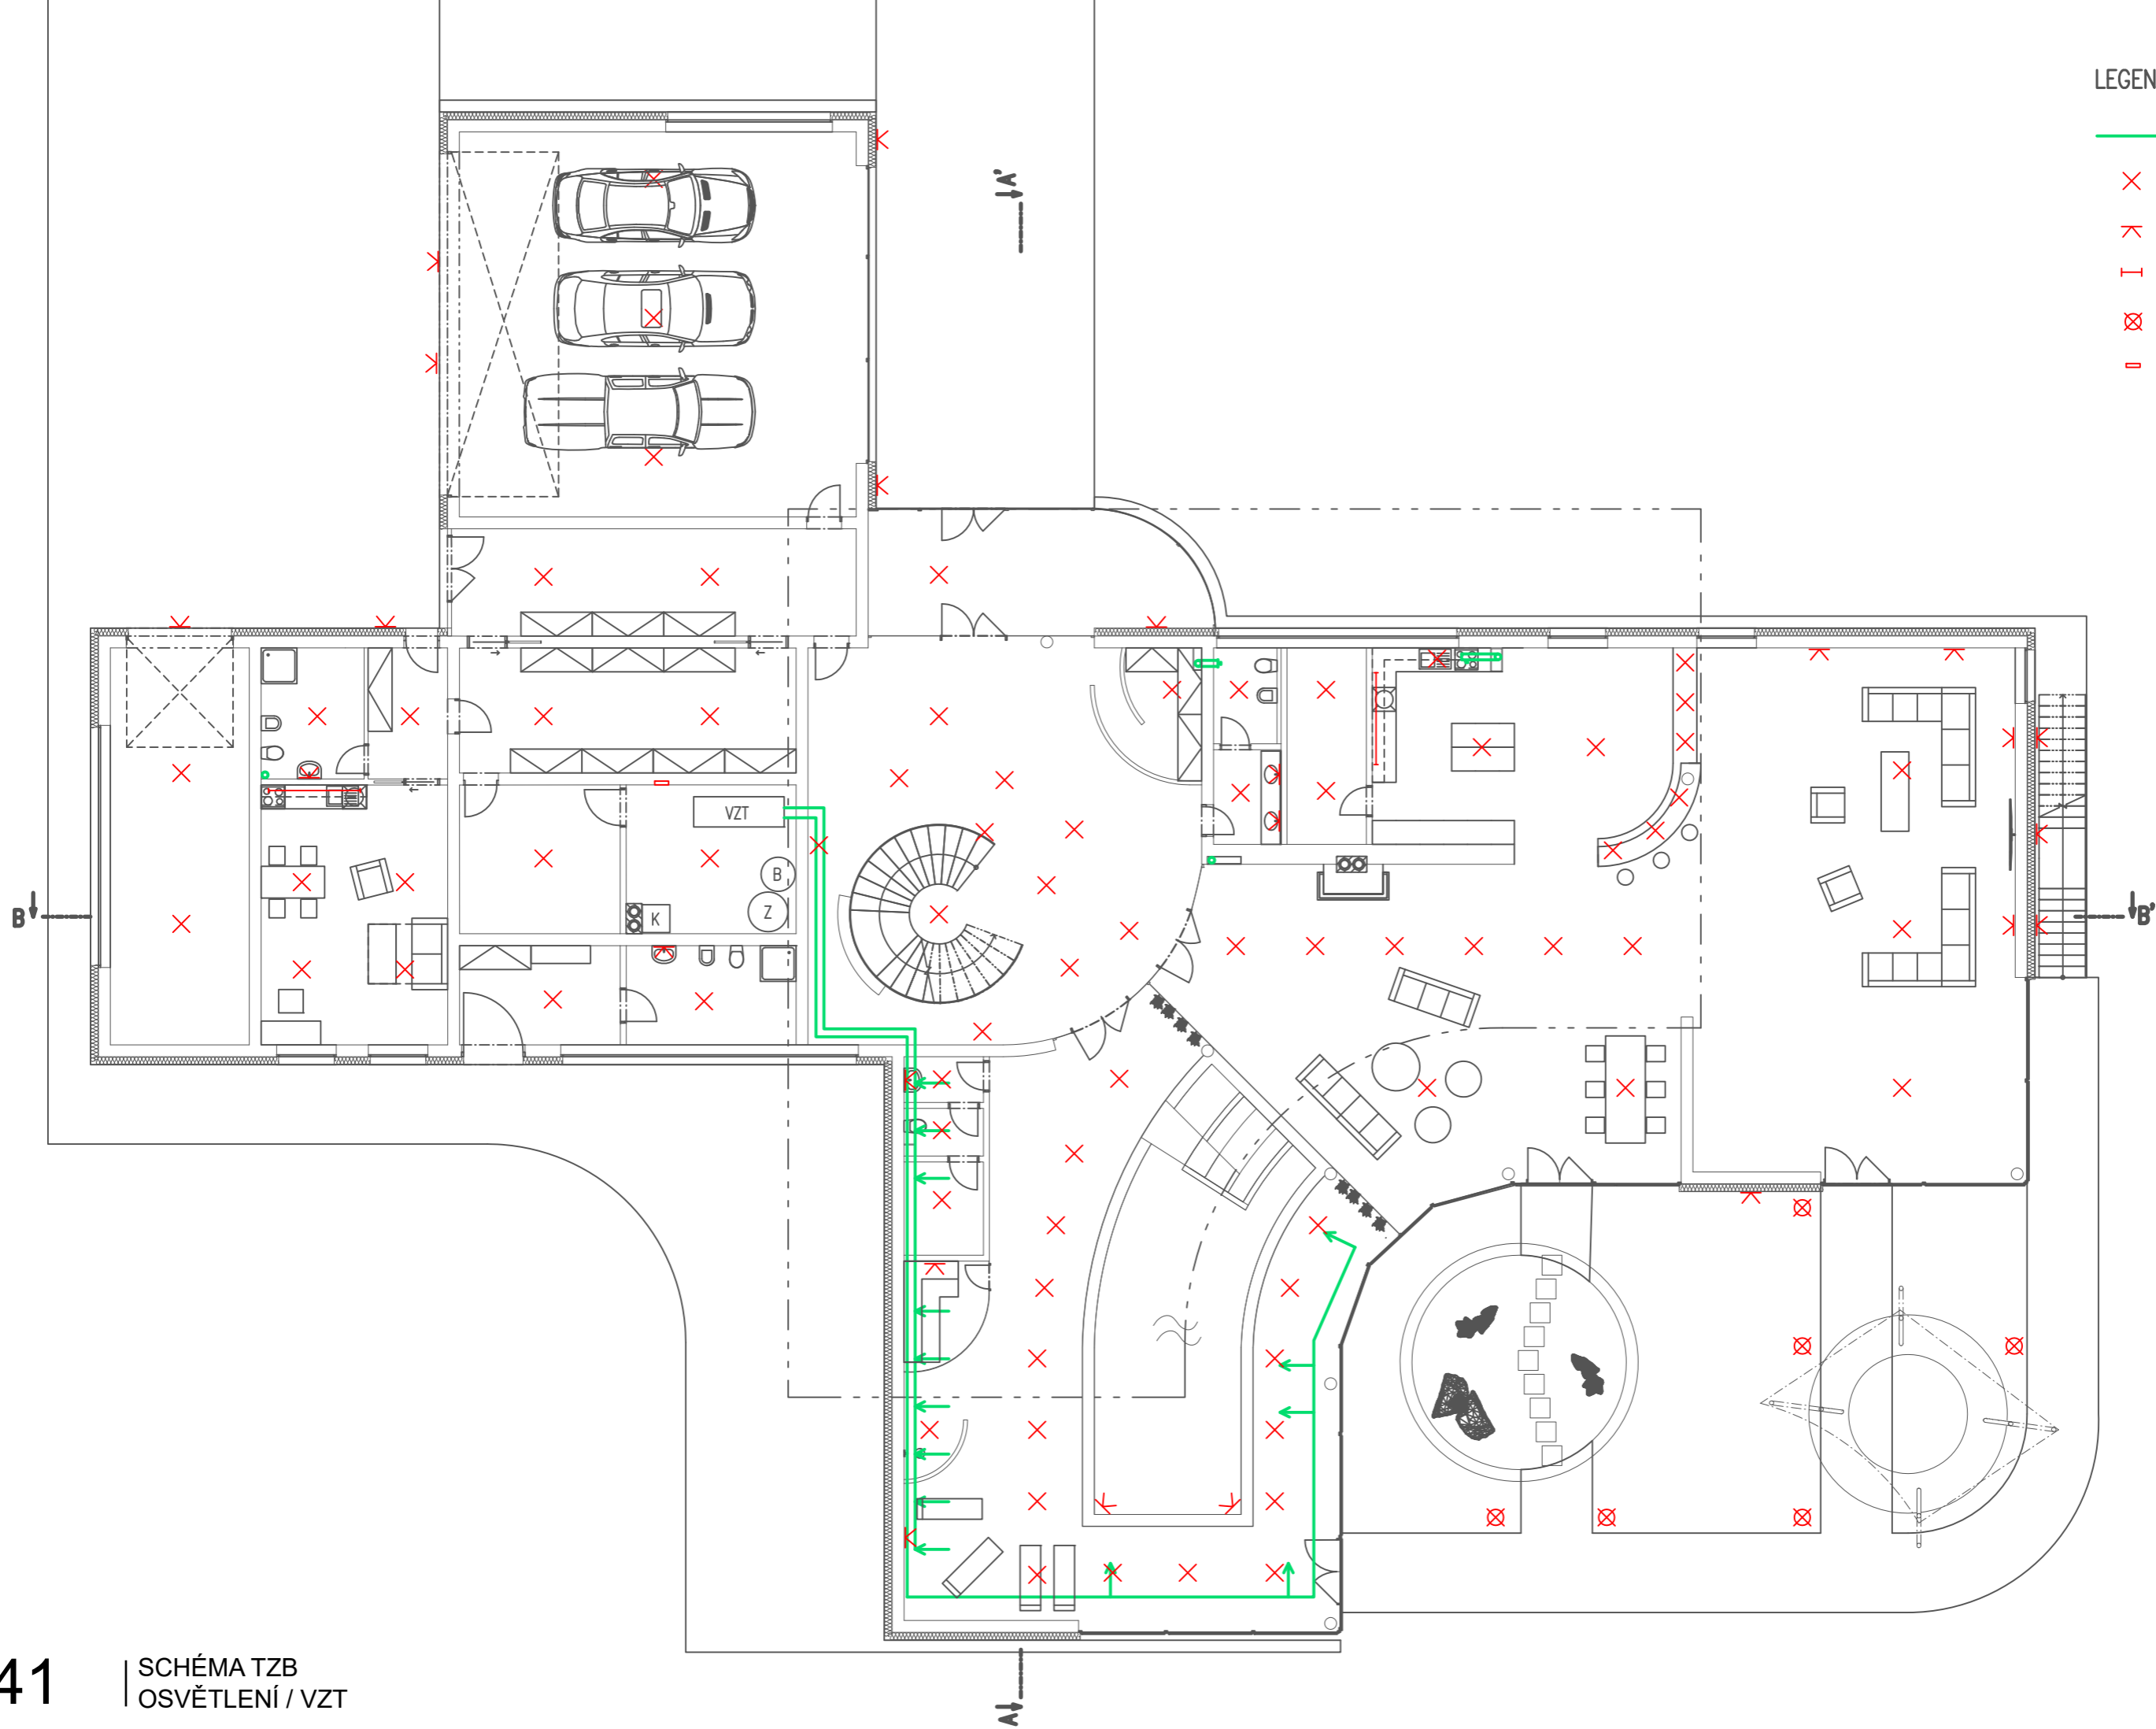 LEGEN
A'
VZT
B
Z
K
B
B'
A
41
SCHÉMA TZB
OSVĚTLENÍ / VZT